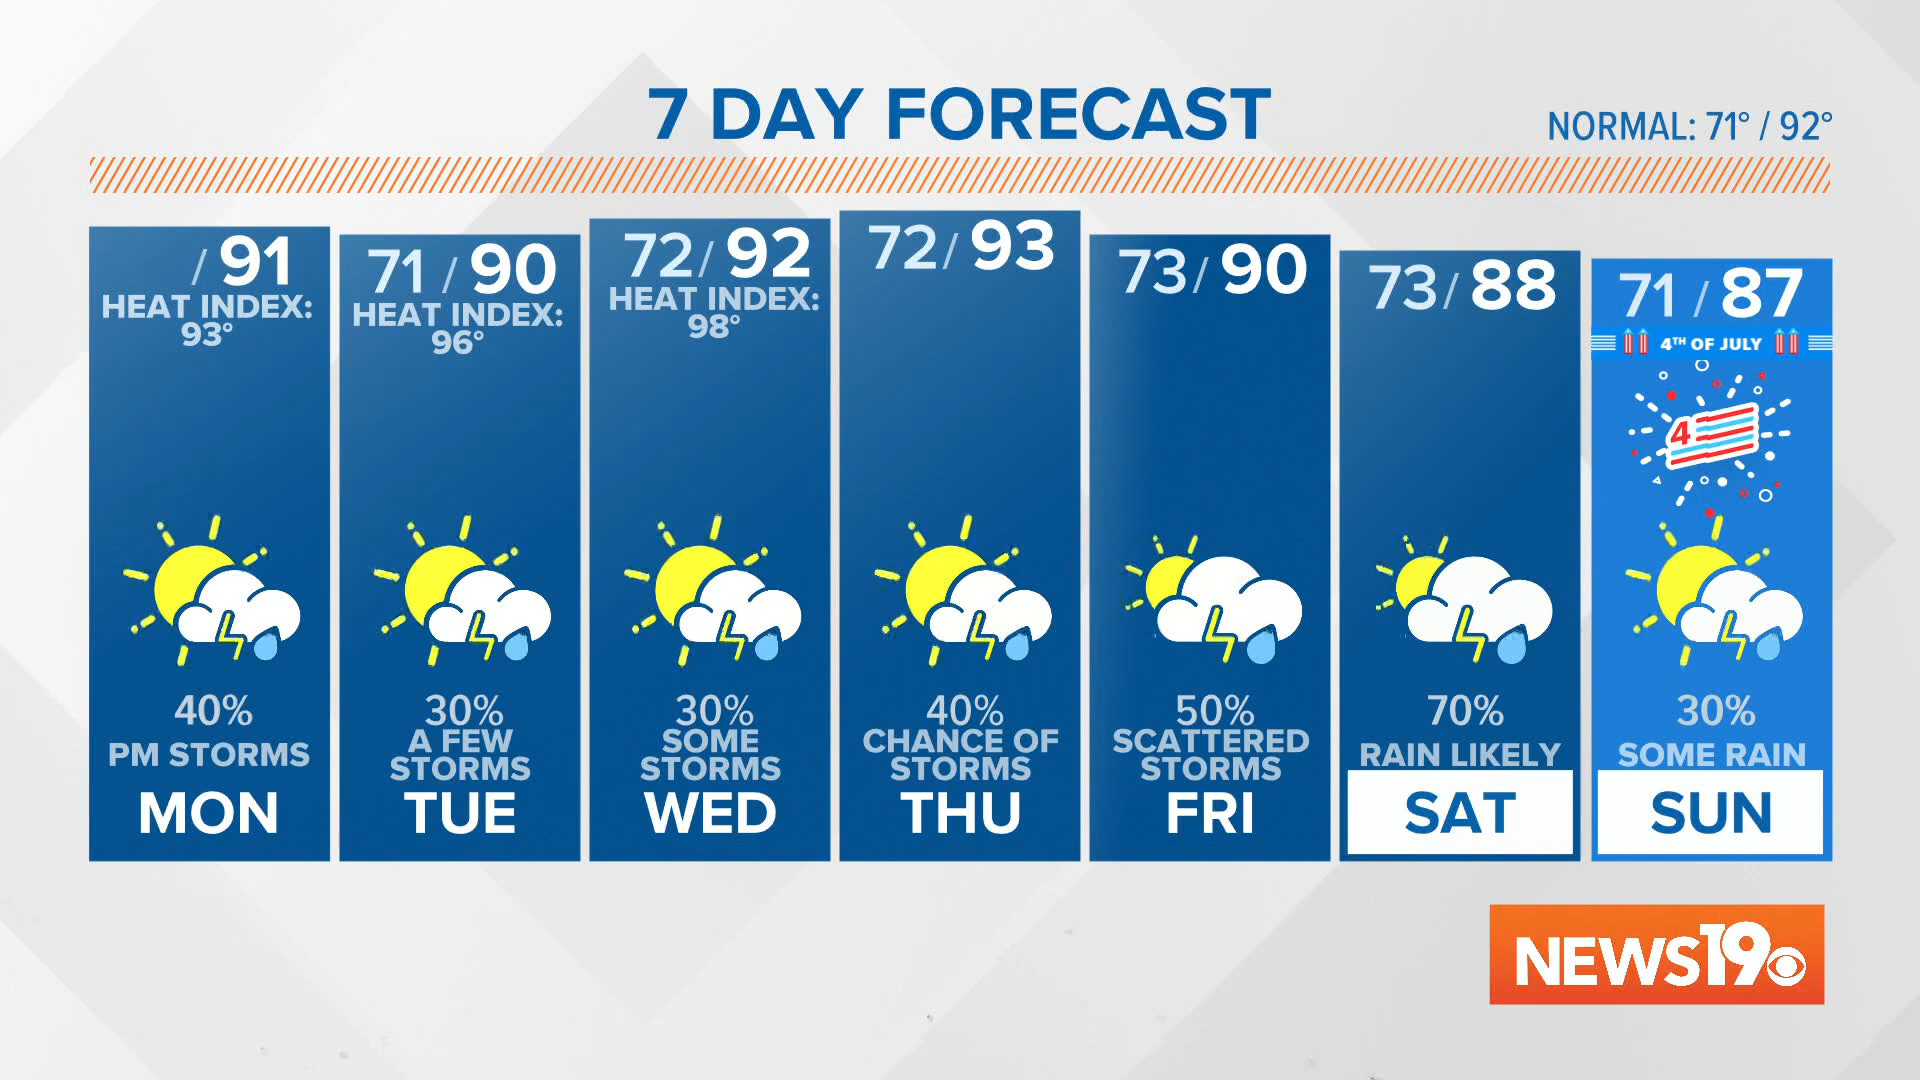 7 DAY FORECAST
NORMAL: 71° / 92°
/ 91
HEAT INDEX:
93°
40%
PM STORMS
MON
71 / 90
HEAT INDEX:
96°
30%
A FEW
STORMS
TUE
72/ 92
HEAT INDEX:
98°
30%
SOME
STORMS
WED
72/ 93
40%
CHANCE OF
STORMS
THU
73/ 90
50%
SCATTERED
STORMS
FRI
73/ 88
70%
RAIN LIKELY
SAT
71 / 87
4TH OF JULY
4
30%
SOME RAIN
SUN
NEWS19